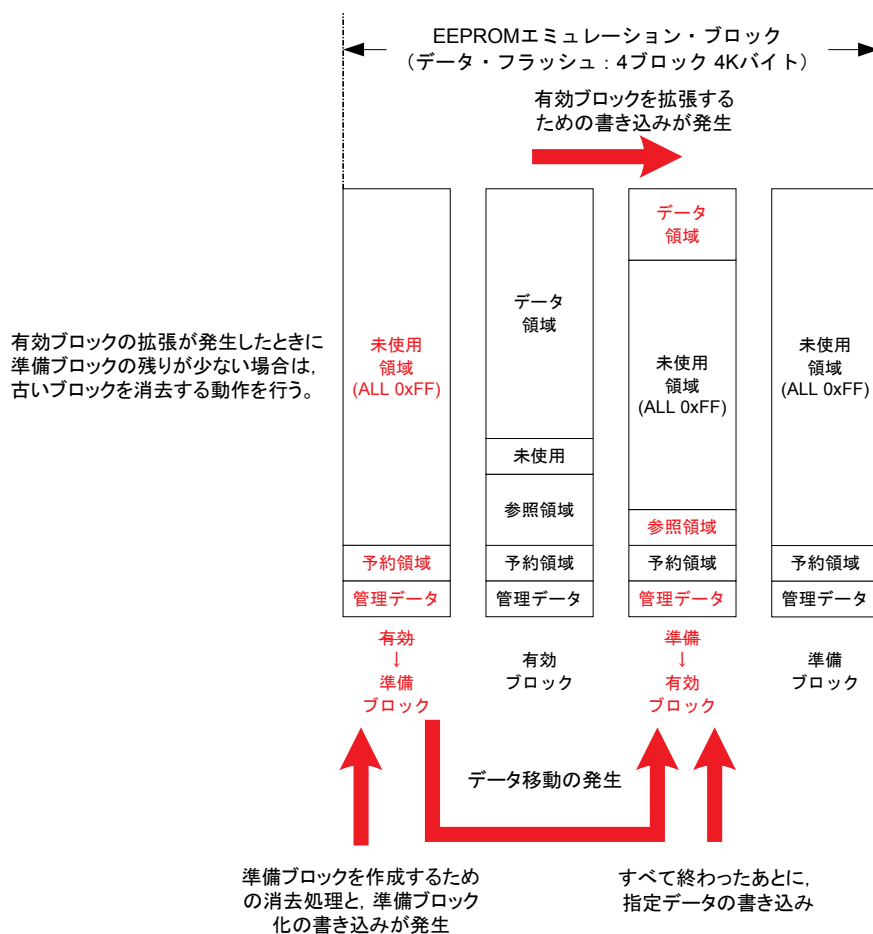 EEPROMエミュレーション・ブロック
（データ・フラッシュ：4ブロック 4Kバイト）
有効ブロックを拡張する
ための書き込みが発生
有効ブロックの拡張が発生したときに
準備ブロックの残りが少ない場合は,
古いブロックを消去する動作を行う。
未使用
領域
(ALL 0xFF)
予約領域
管理データ
有効
↓
準備
ブロック
データ
領域
未使用
参照領域
予約領域
管理データ
有効
ブロック
データ
領域
未使用
領域
(ALL 0xFF)
参照領域
予約領域
管理データ
準備
↓
有効
ブロック
未使用
領域
(ALL 0xFF)
予約領域
管理データ
準備
ブロック
データ移動の発生
準備ブロックを作成するため
の消去処理と, 準備ブロック
化の書き込みが発生
すべて終わったあとに,
指定データの書き込み